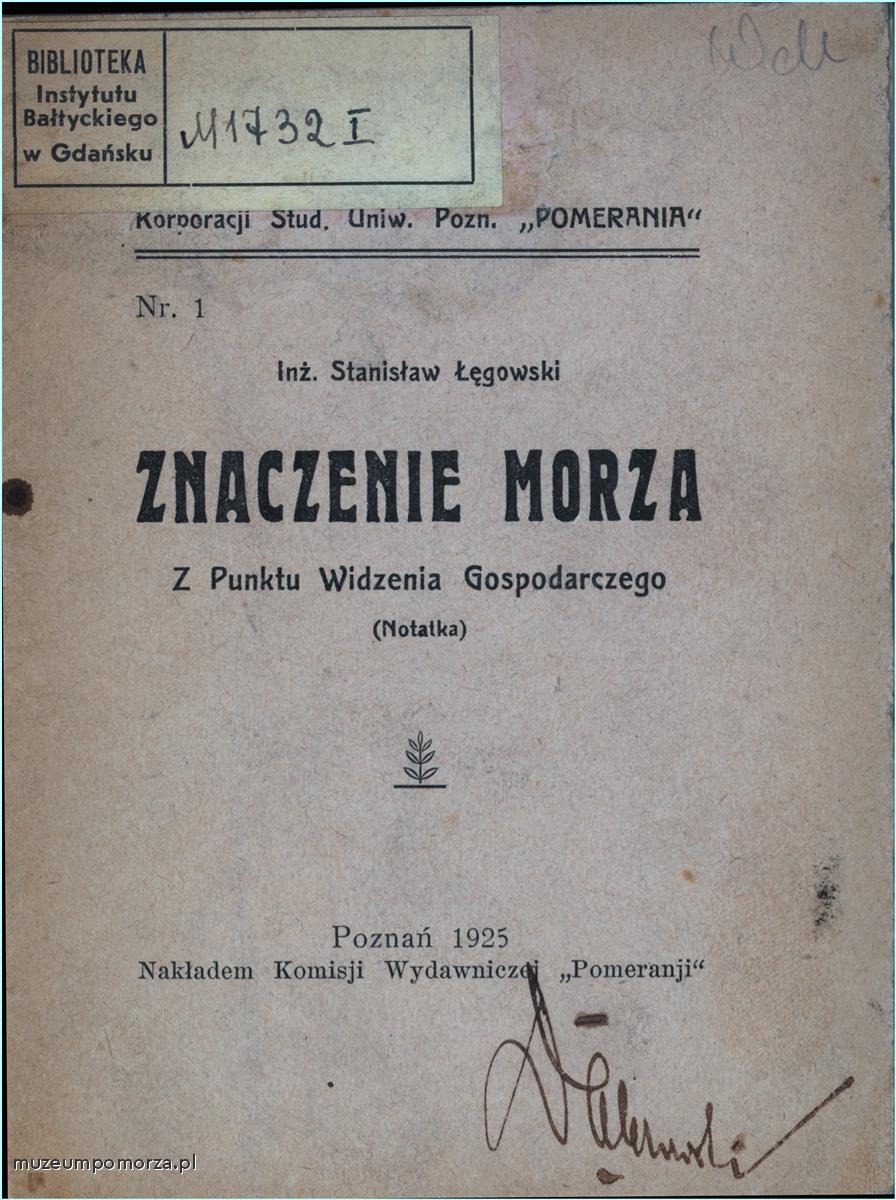 BIBLIOTEKA
Instytutu
Bałtyckiego
w Gdańsku
M1732 I
Korporacji Stud. Uniw. Pozn. „POMERANIA“
Nr. 1
Inż. Stanisław Łęgowski
ZNACZENIE MORZA
Z Punktu Widzenia Gospodarczego
(Notatka)
Poznań 1925
Nakładem Komisji Wydawniczej „Pomeranji“
muzeumpomorza.pl